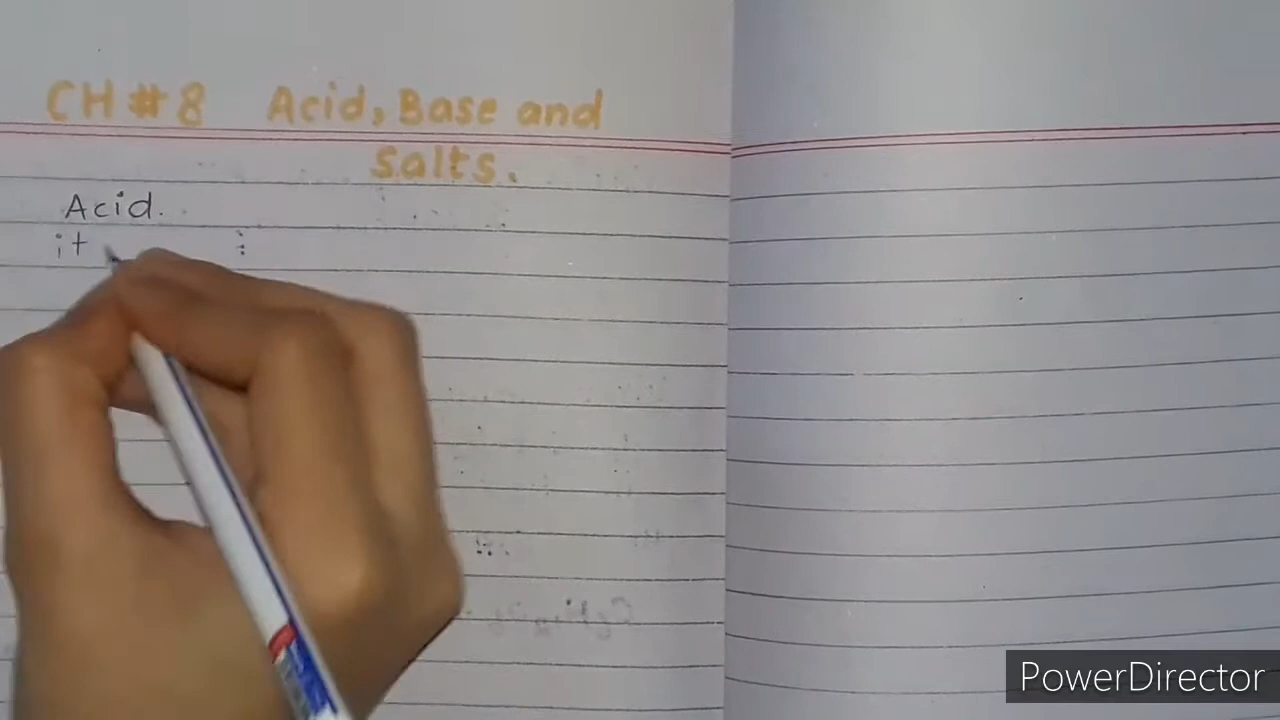 CH # 8 Acid, Base and
salts.
Acid.
it
PowerDirector